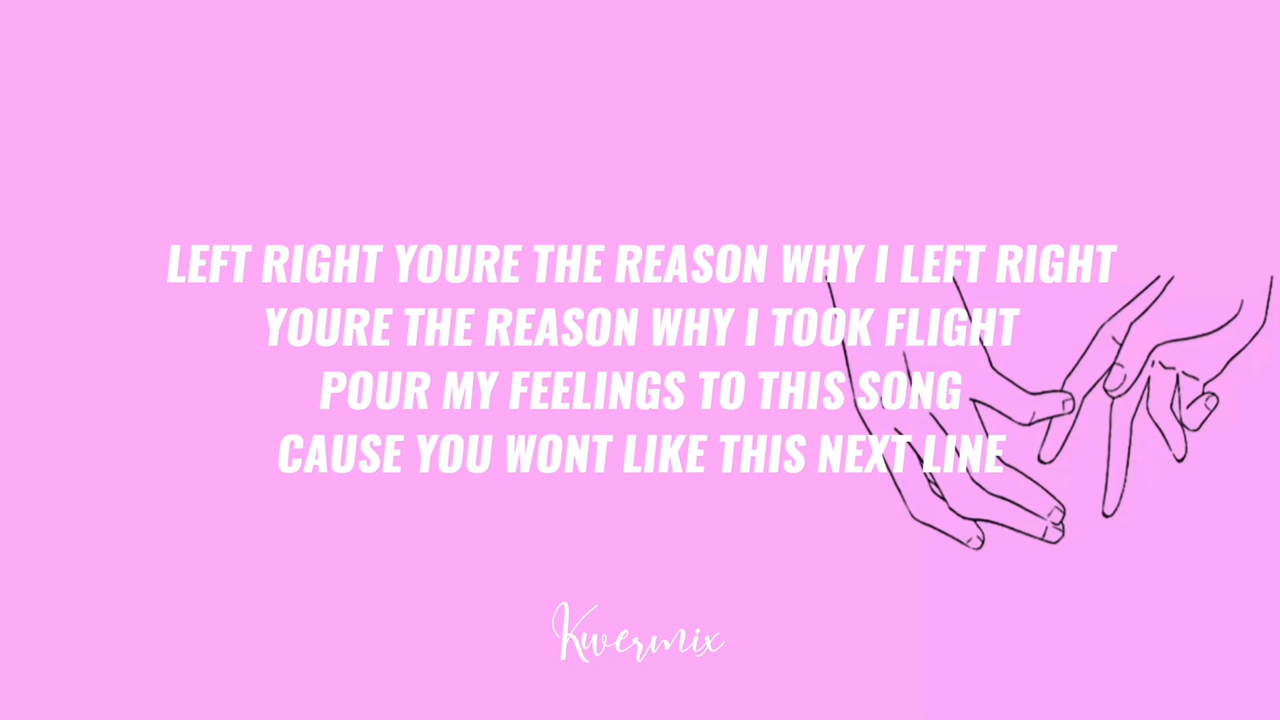 LEFT RIGHT YOURE THE REASON WHY I LEFT RIGHT
YOURE THE REASON WHY I TOOK FLIGHT
POUR MY FEELINGS TO THIS SONG
CAUSE YOU WONT LIKE THIS NEXT LINE
Kwermix